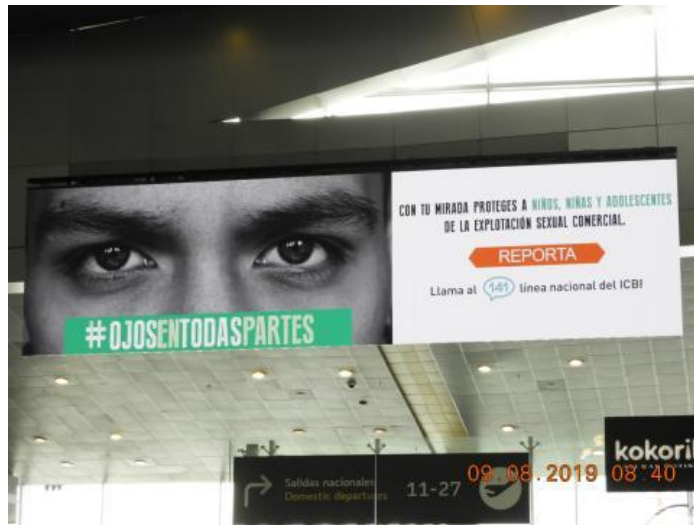 CON TU MIRADA PROTEGES A NIÑOS, NIÑAS Y ADOLESCENTES
DE LA EXPLOTACIÓN SEXUAL COMERCIAL.
REPORTA
Llama al 141 línea nacional del ICBF
#OJOSENTODASPARTES
kokori
Salidas nacionales
Domestic departures
11-27
09.08.2019 08:40